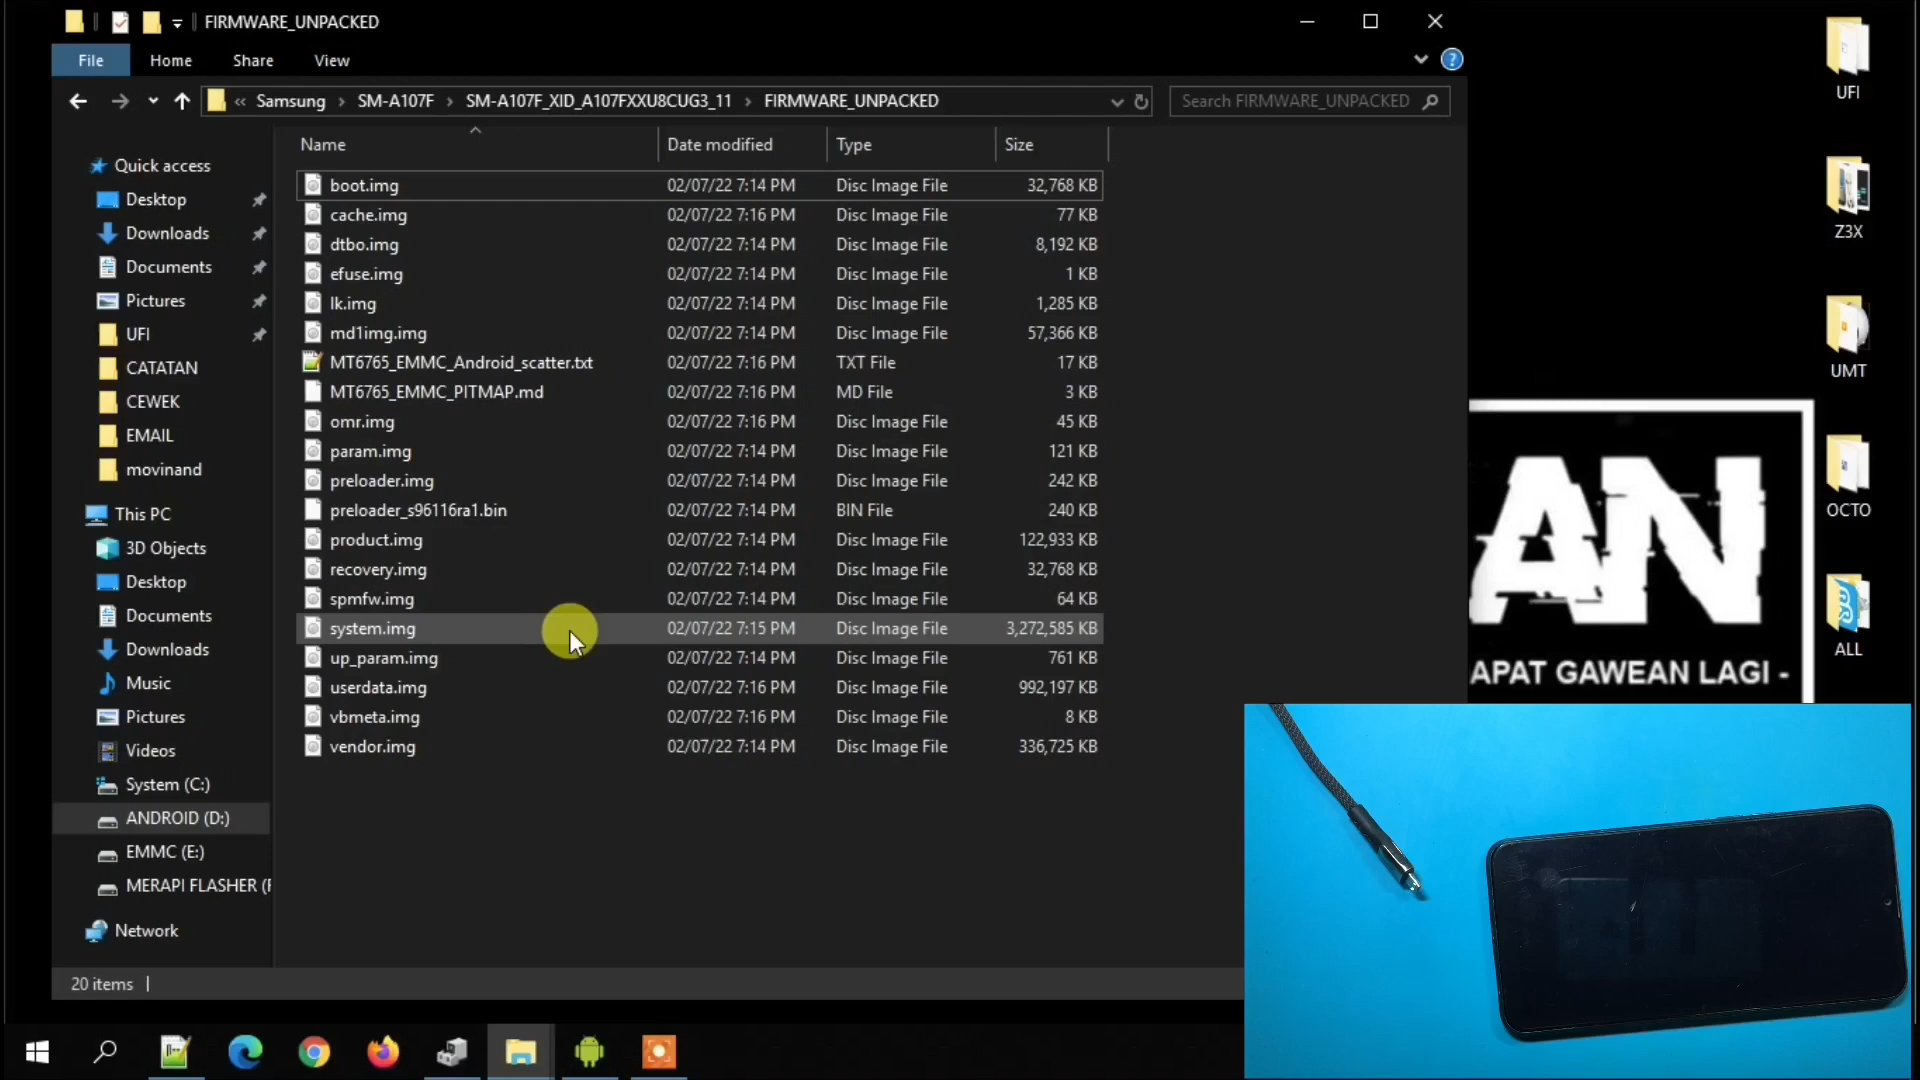 FIRMWARE_UNPACKED
File Home Share View
« Samsung › SM-A107F › SM-A107F_XID_A107FXXU8CUG3_11 › FIRMWARE_UNPACKED
Search FIRMWARE_UNPACKED
Name Date modified Type Size
boot.img 02/07/22 7:14 PM Disc Image File 32,768 KB
cache.img 02/07/22 7:16 PM Disc Image File 77 KB
dtbo.img 02/07/22 7:14 PM Disc Image File 8,192 KB
efuse.img 02/07/22 7:14 PM Disc Image File 1 KB
lk.img 02/07/22 7:14 PM Disc Image File 1,285 KB
md1img.img 02/07/22 7:14 PM Disc Image File 57,366 KB
MT6765_EMMC_Android_scatter.txt 02/07/22 7:16 PM TXT File 17 KB
MT6765_EMMC_PITMAP.md 02/07/22 7:16 PM MD File 3 KB
omr.img 02/07/22 7:16 PM Disc Image File 45 KB
param.img 02/07/22 7:14 PM Disc Image File 121 KB
preloader.img 02/07/22 7:14 PM Disc Image File 242 KB
preloader_s96116ra1.bin 02/07/22 7:14 PM BIN File 240 KB
product.img 02/07/22 7:14 PM Disc Image File 122,933 KB
recovery.img 02/07/22 7:14 PM Disc Image File 32,768 KB
spmfw.img 02/07/22 7:14 PM Disc Image File 64 KB
system.img 02/07/22 7:15 PM Disc Image File 3,272,585 KB
up_param.img 02/07/22 7:14 PM Disc Image File 761 KB
userdata.img 02/07/22 7:16 PM Disc Image File 992,197 KB
vbmeta.img 02/07/22 7:16 PM Disc Image File 8 KB
vendor.img 02/07/22 7:14 PM Disc Image File 336,725 KB
Quick access
Desktop
Downloads
Documents
Pictures
UFI
CATATAN
CEWEK
EMAIL
movinand
This PC
3D Objects
Desktop
Documents
Downloads
Music
Pictures
Videos
System (C:)
ANDROID (D:)
EMMC (E:)
MERAPI FLASHER (F
Network
20 items
UFI
Z3X
UMT
OCTO
ALL
AN
APAT GAWEAN LAGI -